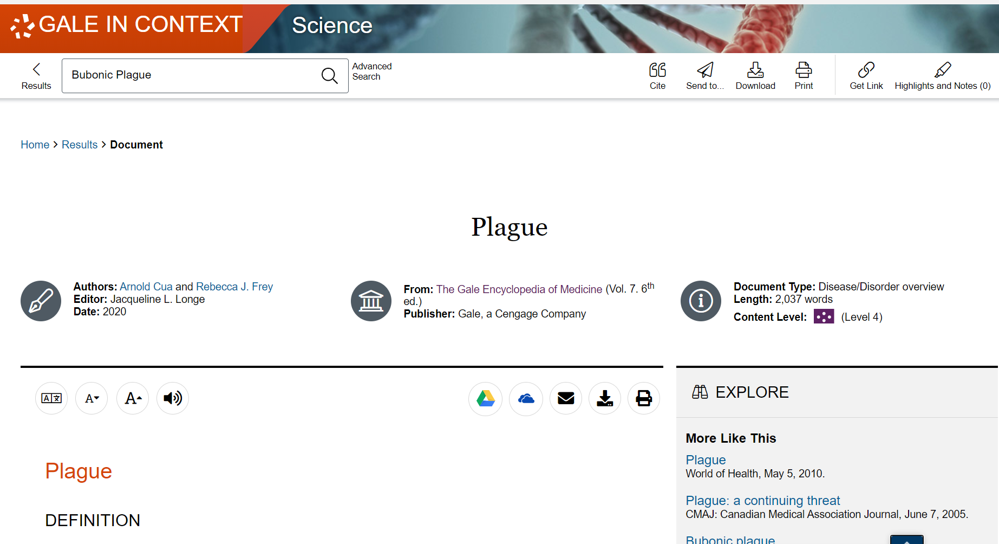 GALE IN CONTEXT
Science
Results
Bubonic Plague
Advanced
Search
Cite
Send to...
Download
Print
Get Link
Highlights and Notes (0)
Home > Results > Document
Plague
Authors: Arnold Cua and Rebecca J. Frey
Editor: Jacqueline L. Longe
Date: 2020
From: The Gale Encyclopedia of Medicine (Vol. 7. 6th
ed.)
Publisher: Gale, a Cengage Company
Document Type: Disease/Disorder overview
Length: 2,037 words
Content Level: (Level 4)
A 文
A
A
Plague
DEFINITION
EXPLORE
More Like This
Plague
World of Health, May 5, 2010.
Plague: a continuing threat
CMAJ: Canadian Medical Association Journal, June 7, 2005.
Bubonic plague